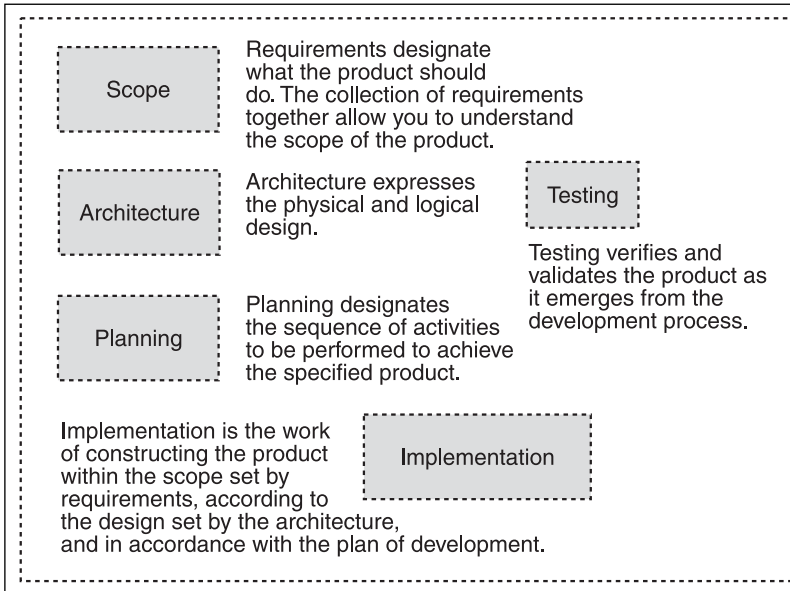 Scope
Requirements designate
what the product should
do. The collection of requirements
together allow you to understand
the scope of the product.
Architecture
Architecture expresses
the physical and logical
design.
Testing
Testing verifies and
validates the product as
it emerges from the
development process.
Planning
Planning designates
the sequence of activities
to be performed to achieve
the specified product.
Implementation is the work
of constructing the product
within the scope set by
requirements, according to
the design set by the architecture,
and in accordance with the plan of development.
Implementation